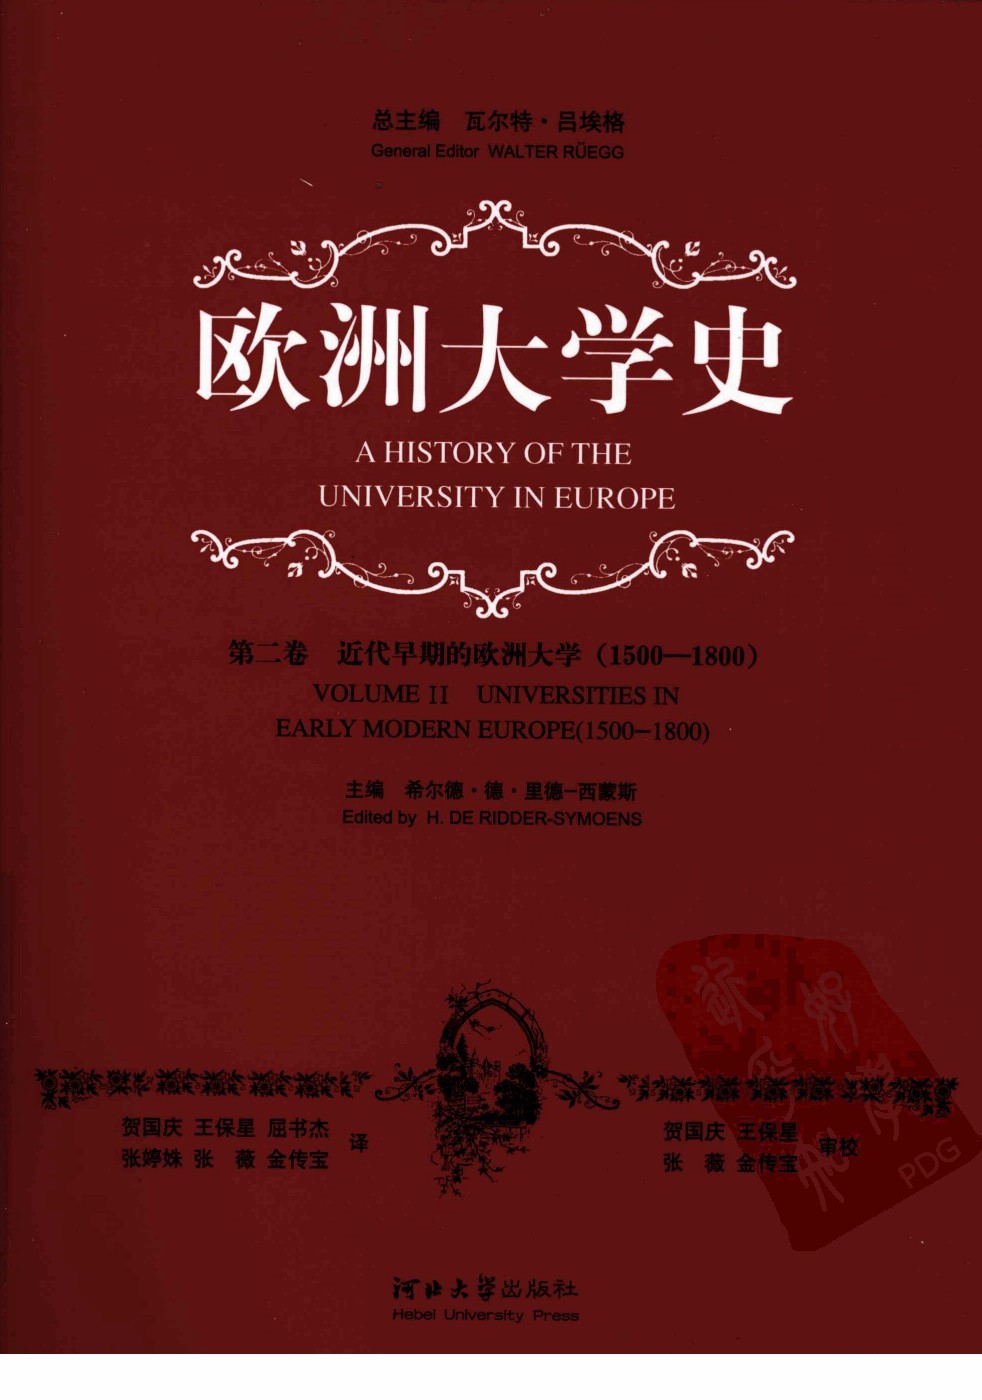 总主编 瓦尔特·吕埃格
General Editor WALTER RÜEGG
欧洲大学史
A HISTORY OF THE
UNIVERSITY IN EUROPE
第二卷 近代早期的欧洲大学（1500—1800）
VOLUME II UNIVERSITIES IN
EARLY MODERN EUROPE(1500-1800)
主编 希尔德·德·里德-西蒙斯
Edited by H. DE RIDDER-SYMOENS
贺国庆 王保星 屈书杰
张婷姝 张 薇 金传宝 译
贺国庆 王保星
张 薇 金传宝 审校
PDG
河北大学出版社
Hebei University Press